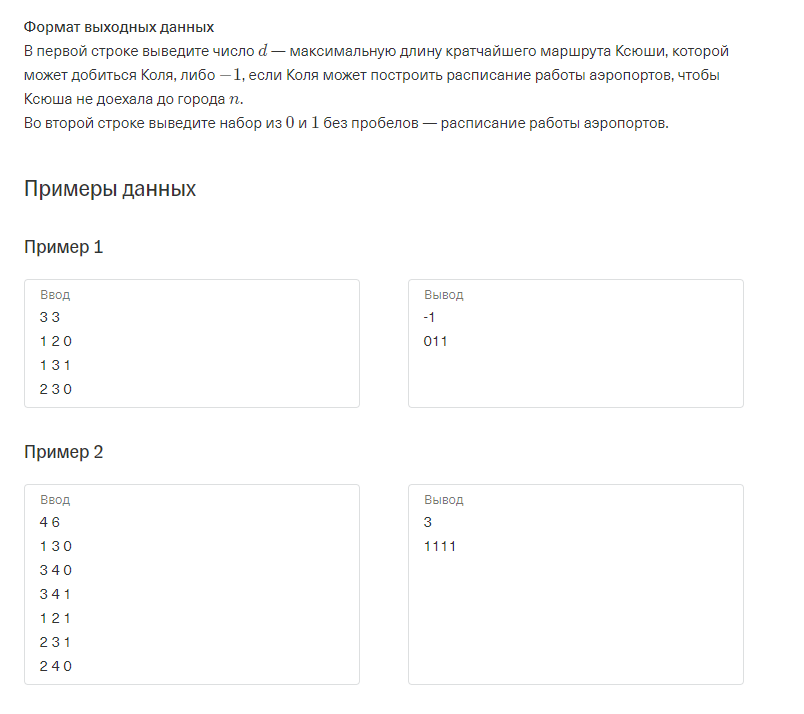 Формат выходных данных
В первой строке выведите число d — максимальную длину кратчайшего маршрута Ксюши, которой
может добиться Коля, либо −1, если Коля может построить расписание работы аэропортов, чтобы
Ксюша не доехала до города n.
Во второй строке выведите набор из 0 и 1 без пробелов — расписание работы аэропортов.
Примеры данных
Пример 1
Ввод
3 3
1 2 0
1 3 1
2 3 0
Вывод
-1
011
Пример 2
Ввод
4 6
1 3 0
3 4 0
3 4 1
1 2 1
2 3 1
2 4 0
Вывод
3
1111